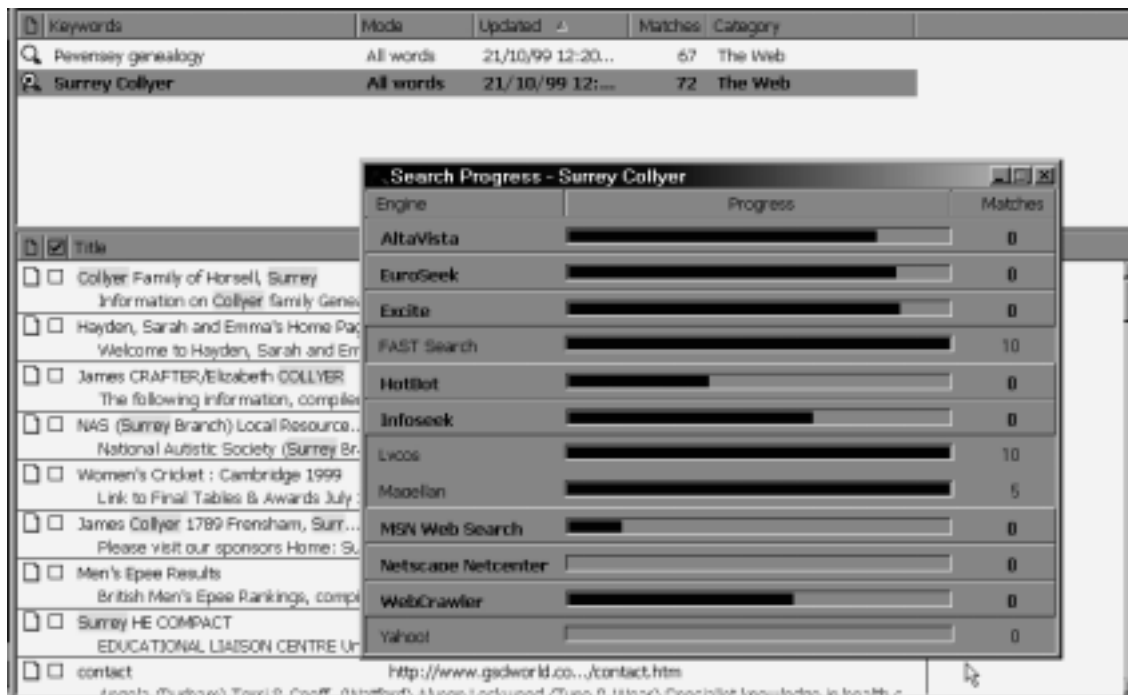 Keywords Mode Updated Matches Category
Pevensey genealogy All words 21/10/99 12:20... 67 The Web
Surrey Collyer All words 21/10/99 12:... 72 The Web
Search Progress - Surrey Collyer
Engine Progress Matches
AltaVista 0
EuroSeek 0
Excite 0
FAST Search 10
HotBot 0
Infoseek 0
Lycos 10
Magellan 5
MSN Web Search 0
Netscape Netcenter 0
WebCrawler 0
Yahoo! 0
Title
Collyer Family of Horsell, Surrey
Information on Collyer family Gene
Hayden, Sarah and Emma's Home Pag
Welcome to Hayden, Sarah and Em
James CRAFTER/Elizabeth COLLYER
The following information, compile
NAS (Surrey Branch) Local Resource...
National Autistic Society (Surrey Br
Women's Cricket : Cambridge 1999
Link to Final Tables & Awards July
James Collyer 1789 Frensham, Surr...
Please visit our sponsors Home: Su
Men's Epee Results
British Men's Epee Rankings, compi
Surrey HE COMPACT
EDUCATIONAL LIAISON CENTRE Un
contact http://www.gsdworld.co.../contact.htm